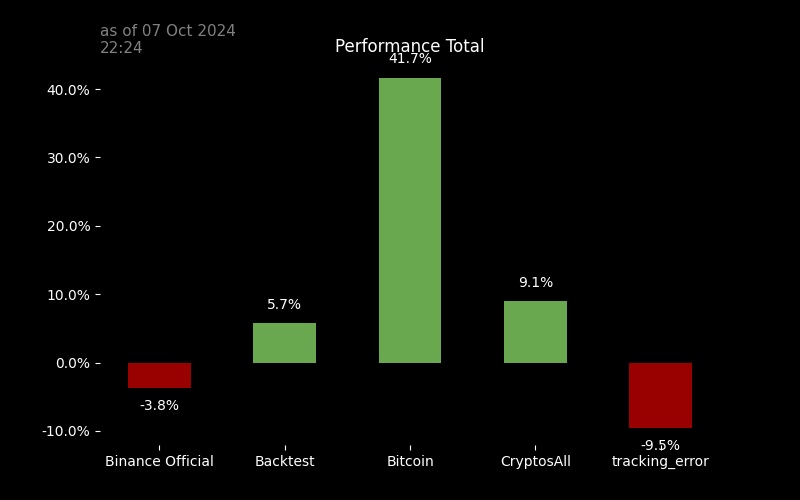 as of 07 Oct 2024
22:24
Performance Total
41.7%
40.0%
30.0%
20.0%
10.0%
0.0%
-10.0%
5.7%
9.1%
-3.8%
-9.5%
Binance Official
Backtest
Bitcoin
CryptosAll
tracking_error